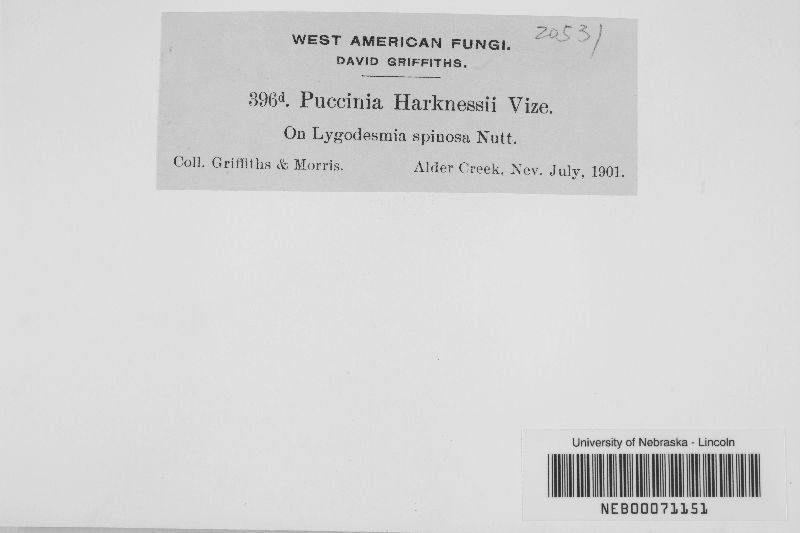 20531
WEST AMERICAN FUNGI.
DAVID GRIFFITHS.
396d. Puccinia Harknessii Vize.
On Lygodesmia spinosa Nutt.
Coll. Griffiths & Morris. Alder Creek, Nev. July, 1901.
University of Nebraska - Lincoln
NEB00071151